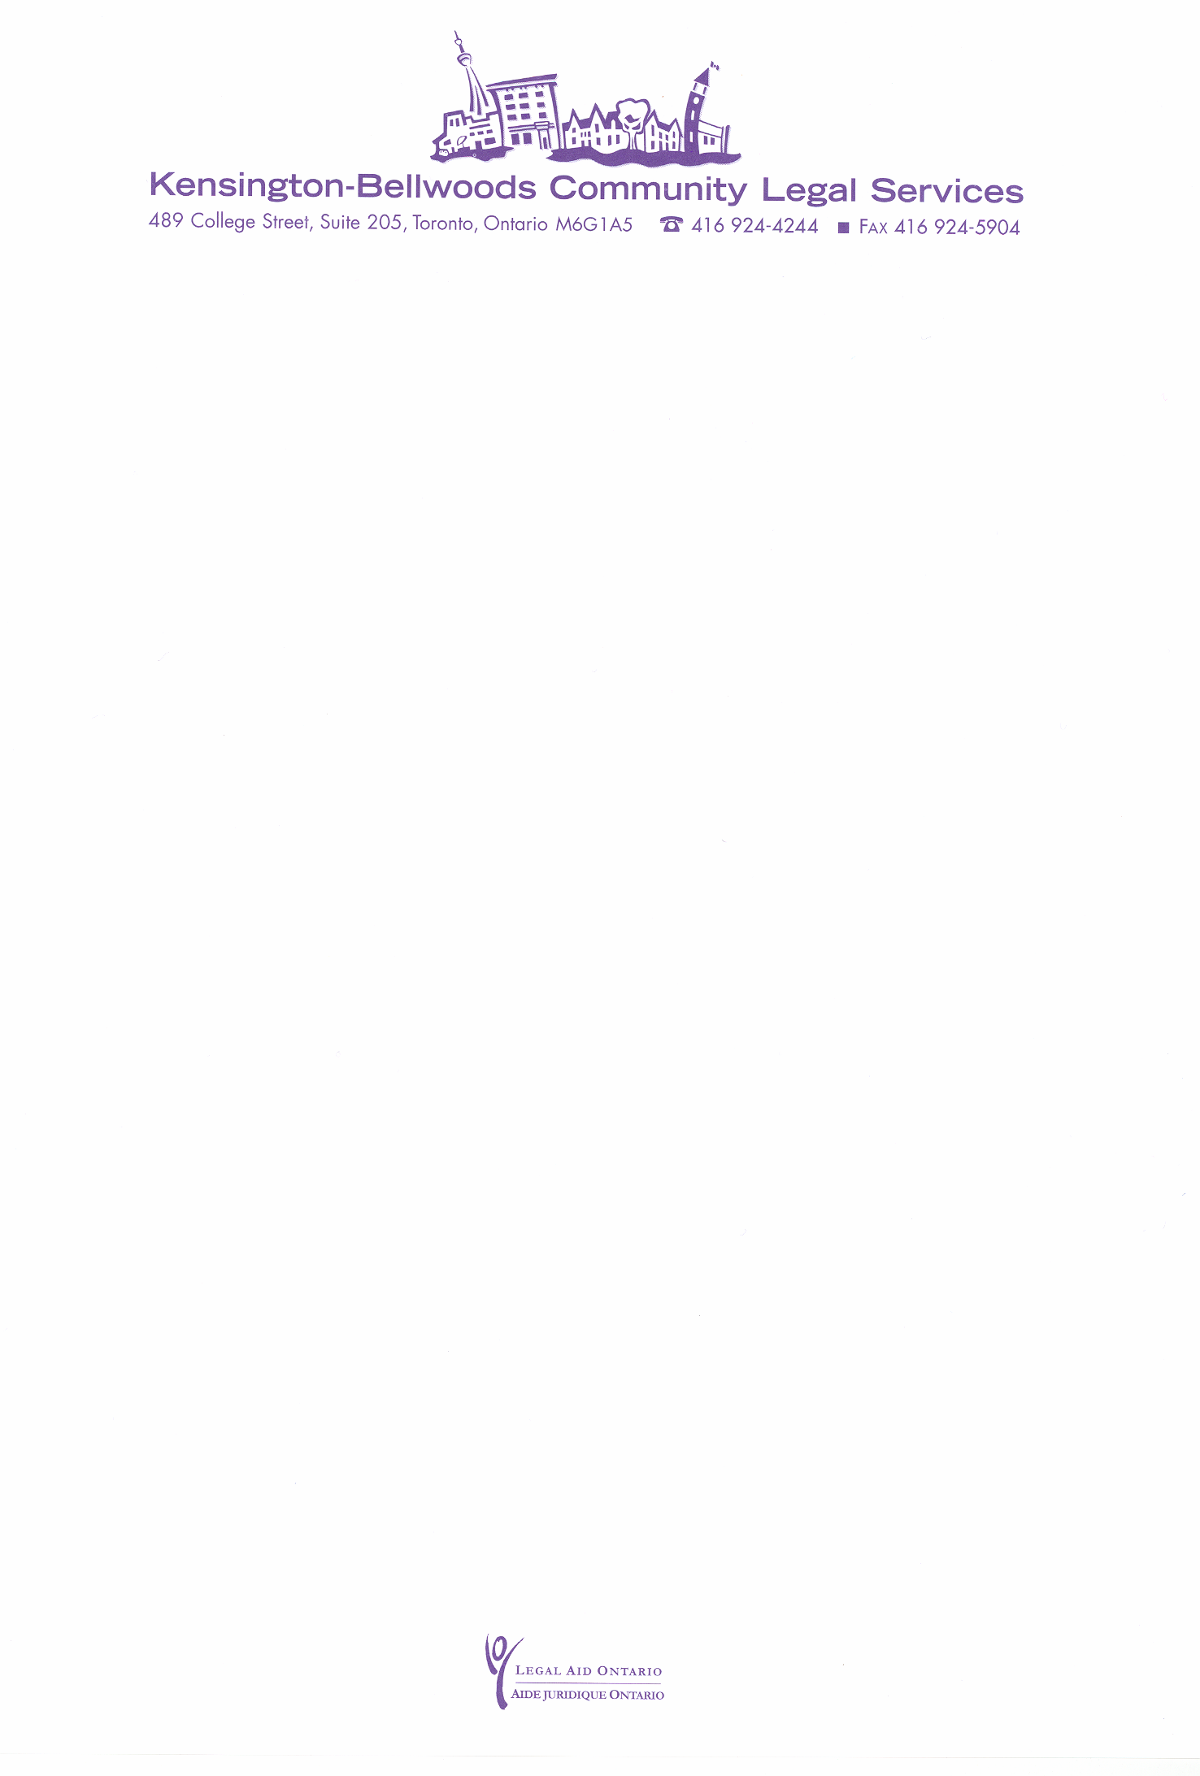 Kensington-Bellwoods Community Legal Services
489 College Street, Suite 205, Toronto, Ontario M6G1A5 ☎ 416 924-4244 ■ FAX 416 924-5904
LEGAL AID ONTARIO
AIDE JURIDIQUE ONTARIO